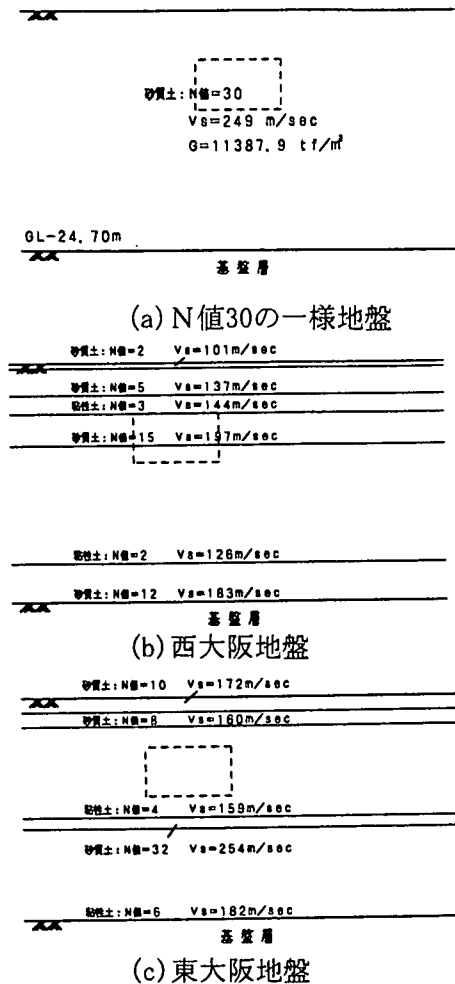 砂質土：N値=30
Vs=249 m/sec
G=11387.9 tf/㎡
GL-24.70m
基盤層
(a) N値30の一様地盤
砂質土：N値=2 Vs=101m/sec
砂質土：N値=5 Vs=137m/sec
粘性土：N値=3 Vs=144m/sec
砂質土：N値=15 Vs=197m/sec
粘性土：N値=2 Vs=126m/sec
砂質土：N値=12 Vs=183m/sec
基盤層
(b) 西大阪地盤
砂質土：N値=10 Vs=172m/sec
砂質土：N値=8 Vs=160m/sec
粘性土：N値=4 Vs=159m/sec
砂質土：N値=32 Vs=254m/sec
粘性土：N値=6 Vs=182m/sec
基盤層
(c) 東大阪地盤